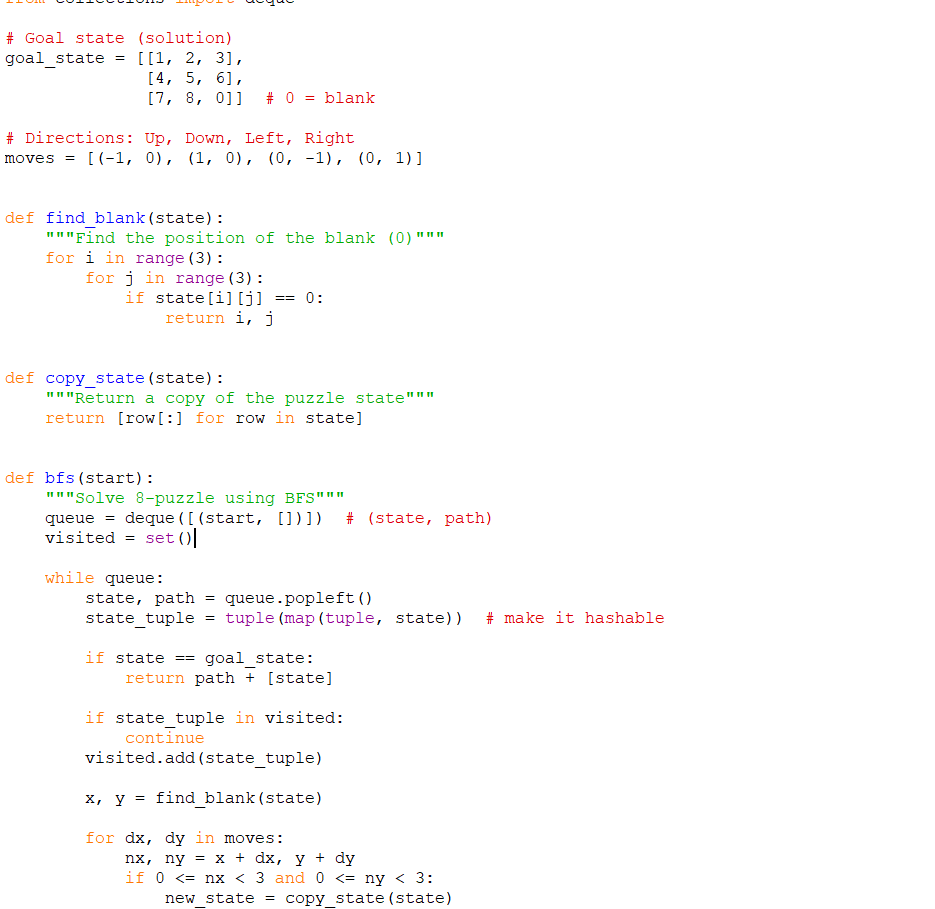 from collections import deque
# Goal state (solution)
goal_state = [[1, 2, 3],
              [4, 5, 6],
              [7, 8, 0]]  # 0 = blank
# Directions: Up, Down, Left, Right
moves = [(-1, 0), (1, 0), (0, -1), (0, 1)]
def find_blank(state):
    """Find the position of the blank (0)"""
    for i in range(3):
        for j in range(3):
            if state[i][j] == 0:
                return i, j
def copy_state(state):
    """Return a copy of the puzzle state"""
    return [row[:] for row in state]
def bfs(start):
    """Solve 8-puzzle using BFS"""
    queue = deque([(start, [])])  # (state, path)
    visited = set()
    while queue:
        state, path = queue.popleft()
        state_tuple = tuple(map(tuple, state))  # make it hashable
        if state == goal_state:
            return path + [state]
        if state_tuple in visited:
            continue
        visited.add(state_tuple)
        x, y = find_blank(state)
        for dx, dy in moves:
            nx, ny = x + dx, y + dy
            if 0 <= nx < 3 and 0 <= ny < 3:
                new_state = copy_state(state)